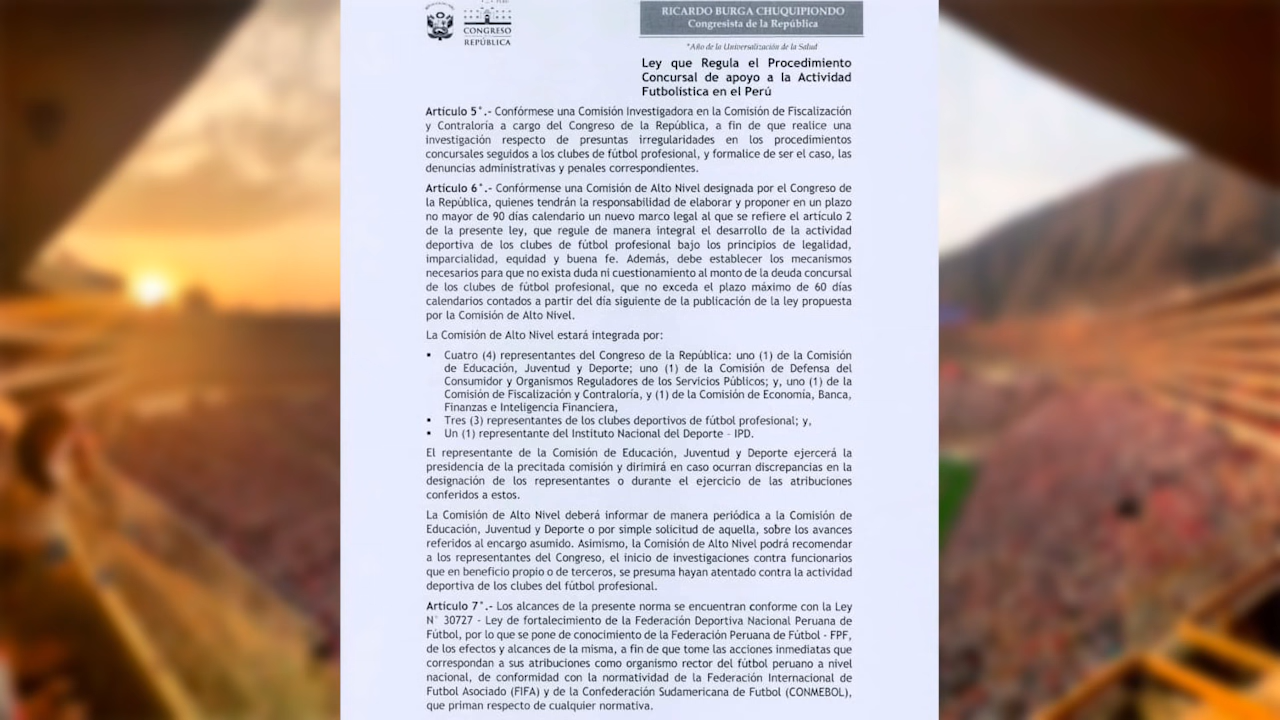 CONGRESO
REPÚBLICA
RICARDO BURGA CHUQUIPIONDO
Congresista de la República
"Año de la Universalización de la Salud
Ley que Regula el Procedimiento
Concursal de apoyo a la Actividad
Futbolística en el Perú
Artículo 5°.- Confórmese una Comisión Investigadora en la Comisión de Fiscalización
y Contraloría a cargo del Congreso de la República, a fin de que realice una
investigación respecto de presuntas irregularidades en los procedimientos
concursales seguidos a los clubes de fútbol profesional, y formalice de ser el caso, las
denuncias administrativas y penales correspondientes.
Artículo 6°.- Confórmense una Comisión de Alto Nivel designada por el Congreso de
la República, quienes tendrán la responsabilidad de elaborar y proponer en un plazo
no mayor de 90 días calendario un nuevo marco legal al que se refiere el artículo 2
de la presente ley, que regule de manera integral el desarrollo de la actividad
deportiva de los clubes de fútbol profesional bajo los principios de legalidad,
imparcialidad, equidad y buena fe. Además, debe establecer los mecanismos
necesarios para que no exista duda ni cuestionamiento al monto de la deuda concursal
de los clubes de fútbol profesional, que no exceda el plazo máximo de 60 días
calendarios contados a partir del día siguiente de la publicación de la ley propuesta
por la Comisión de Alto Nivel.
La Comisión de Alto Nivel estará integrada por:
▪ Cuatro (4) representantes del Congreso de la República: uno (1) de la Comisión
de Educación, Juventud y Deporte; uno (1) de la Comisión de Defensa del
Consumidor y Organismos Reguladores de los Servicios Públicos; y, uno (1) de la
Comisión de Fiscalización y Contraloría, y (1) de la Comisión de Economía, Banca,
Finanzas e Inteligencia Financiera,
▪ Tres (3) representantes de los clubes deportivos de fútbol profesional; y,
▪ Un (1) representante del Instituto Nacional del Deporte - IPD.
El representante de la Comisión de Educación, Juventud y Deporte ejercerá la
presidencia de la precitada comisión y dirimirá en caso ocurran discrepancias en la
designación de los representantes o durante el ejercicio de las atribuciones
conferidos a estos.
La Comisión de Alto Nivel deberá informar de manera periódica a la Comisión de
Educación, Juventud y Deporte o por simple solicitud de aquella, sobre los avances
referidos al encargo asumido. Asimismo, la Comisión de Alto Nivel podrá recomendar
a los representantes del Congreso, el inicio de investigaciones contra funcionarios
que en beneficio propio o de terceros, se presuma hayan atentado contra la actividad
deportiva de los clubes del fútbol profesional.
Artículo 7°.- Los alcances de la presente norma se encuentran conforme con la Ley
N° 30727 - Ley de fortalecimiento de la Federación Deportiva Nacional Peruana de
Fútbol, por lo que se pone de conocimiento de la Federación Peruana de Fútbol - FPF,
de los efectos y alcances de la misma, a fin de que tome las acciones inmediatas que
correspondan a sus atribuciones como organismo rector del fútbol peruano a nivel
nacional, de conformidad con la normatividad de la Federación Internacional de
Futbol Asociado (FIFA) y de la Confederación Sudamericana de Futbol (CONMEBOL),
que priman respecto de cualquier normativa.